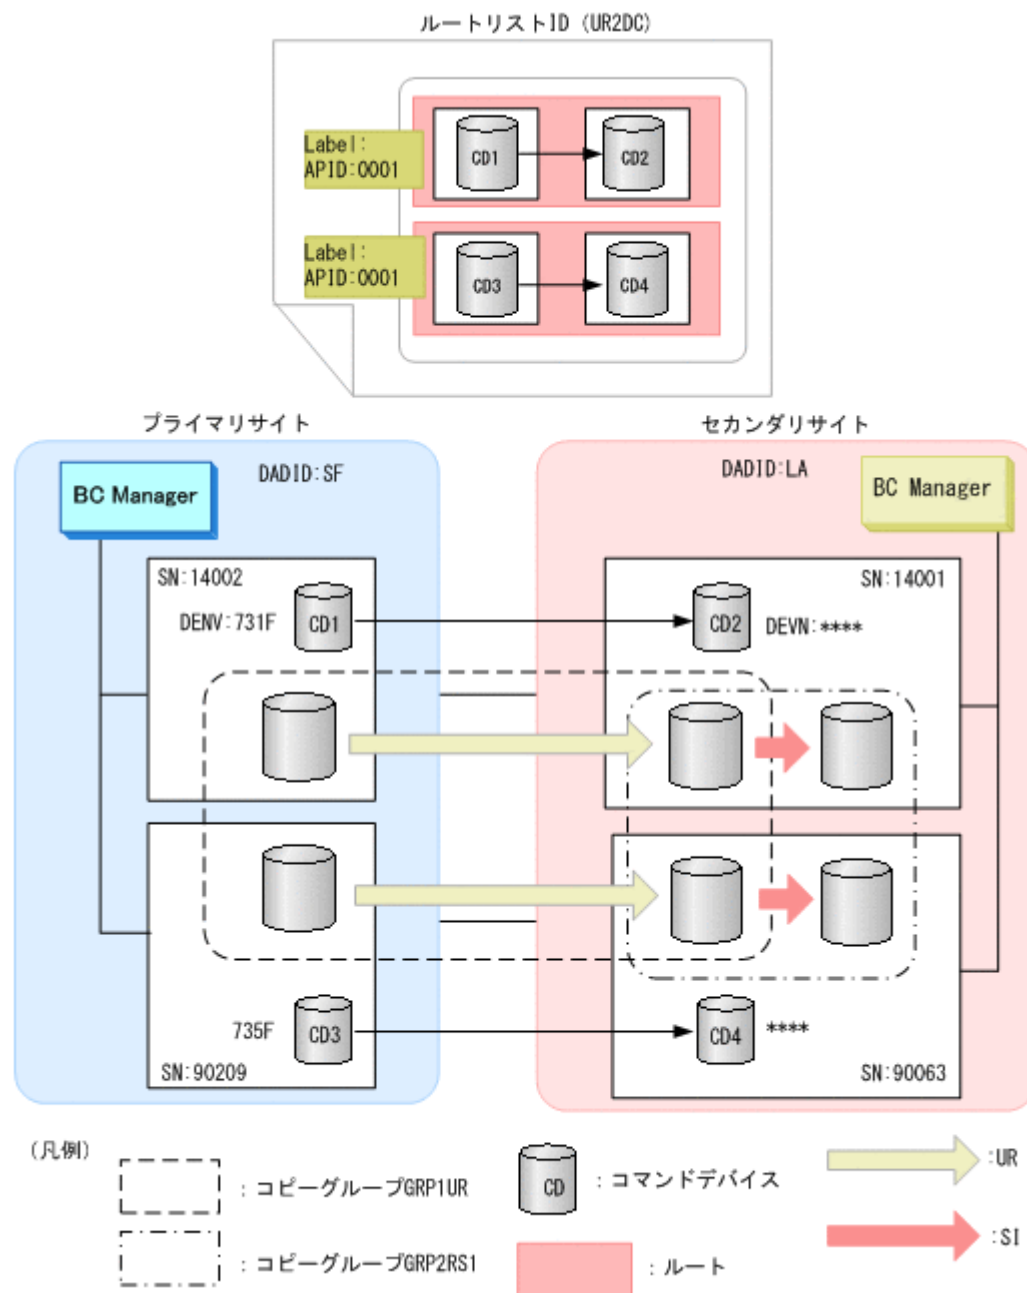 ルートリストID (UR2DC)
Label:
APID:0001
CD1
CD2
Label:
APID:0001
CD3
CD4
プライマリサイト
セカンダリサイト
DADID:SF
DADID:LA
BC Manager
BC Manager
SN:14002
SN:14001
DENV:731F
CD1
CD2
DEVN:****
735F
CD3
CD4
****
SN:90209
SN:90063
(凡例)
:コピーグループGRP1UR
CD
:コマンドデバイス
:UR
:コピーグループGRP2RS1
:ルート
:SI